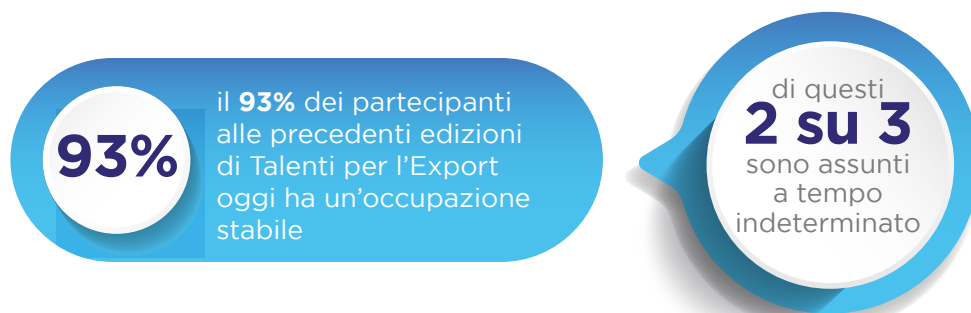 93%
il 93% dei partecipanti
alle precedenti edizioni
di Talenti per l’Export
oggi ha un’occupazione
stabile
di questi
2 su 3
sono assunti
a tempo
indeterminato